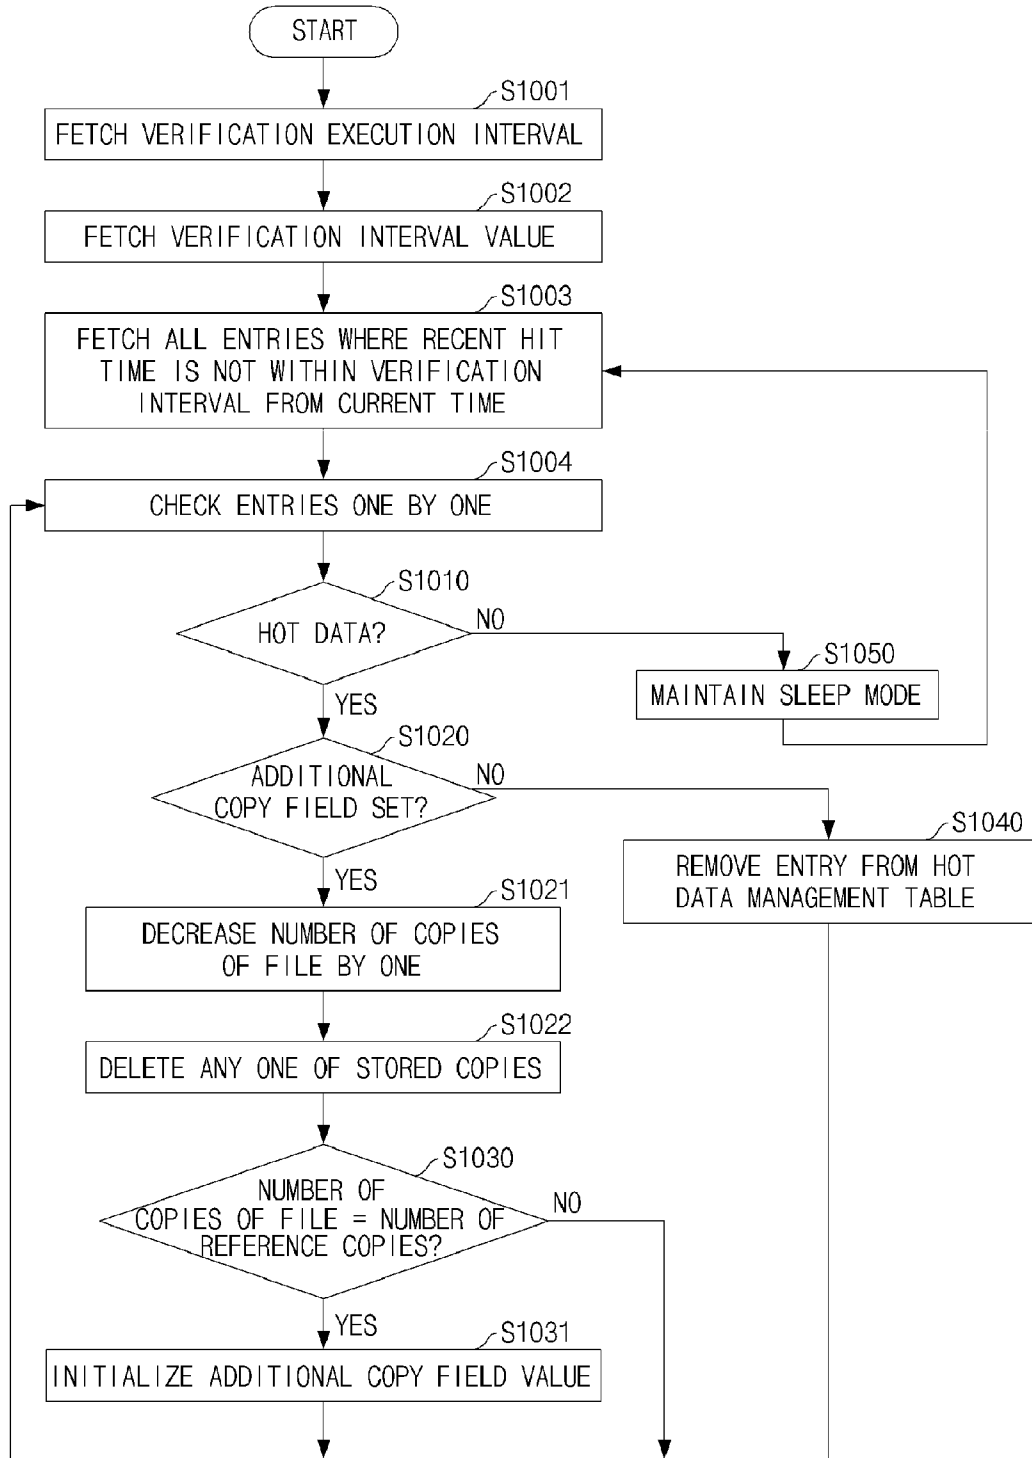 START
S1001
FETCH VERIFICATION EXECUTION INTERVAL
S1002
FETCH VERIFICATION INTERVAL VALUE
S1003
FETCH ALL ENTRIES WHERE RECENT HIT
TIME IS NOT WITHIN VERIFICATION
INTERVAL FROM CURRENT TIME
S1004
CHECK ENTRIES ONE BY ONE
S1010
HOT DATA?
NO
S1050
MAINTAIN SLEEP MODE
YES
S1020
ADDITIONAL
COPY FIELD SET?
NO
S1040
REMOVE ENTRY FROM HOT
DATA MANAGEMENT TABLE
YES
S1021
DECREASE NUMBER OF COPIES
OF FILE BY ONE
S1022
DELETE ANY ONE OF STORED COPIES
S1030
NUMBER OF
COPIES OF FILE = NUMBER OF
REFERENCE COPIES?
NO
YES
S1031
INITIALIZE ADDITIONAL COPY FIELD VALUE